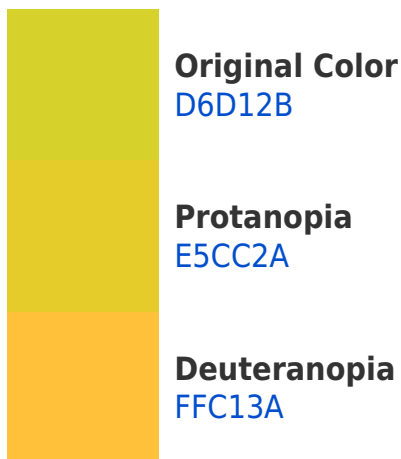 Original Color
D6D12B
Protanopia
E5CC2A
Deuteranopia
FFC13A